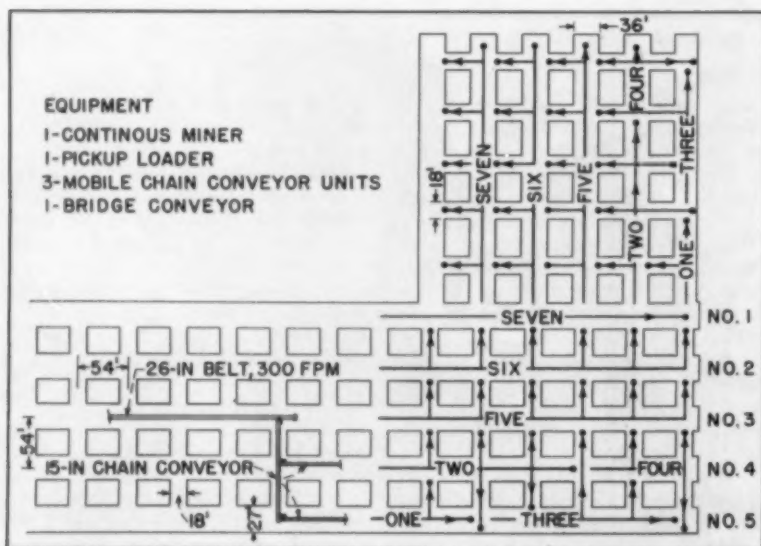 36'
EQUIPMENT
1-CONTINOUS MINER
1-PICKUP LOADER
3-MOBILE CHAIN CONVEYOR UNITS
1-BRIDGE CONVEYOR
FOUR
THREE
SEVEN
SIX
FIVE
18'
TWO
ONE
SEVEN
NO. 1
54'
26-IN BELT, 300 FPM
SIX
NO. 2
FIVE
NO. 3
54'
15-IN CHAIN CONVEYOR
TWO
FOUR
NO. 4
18'
27'
ONE
THREE
NO. 5